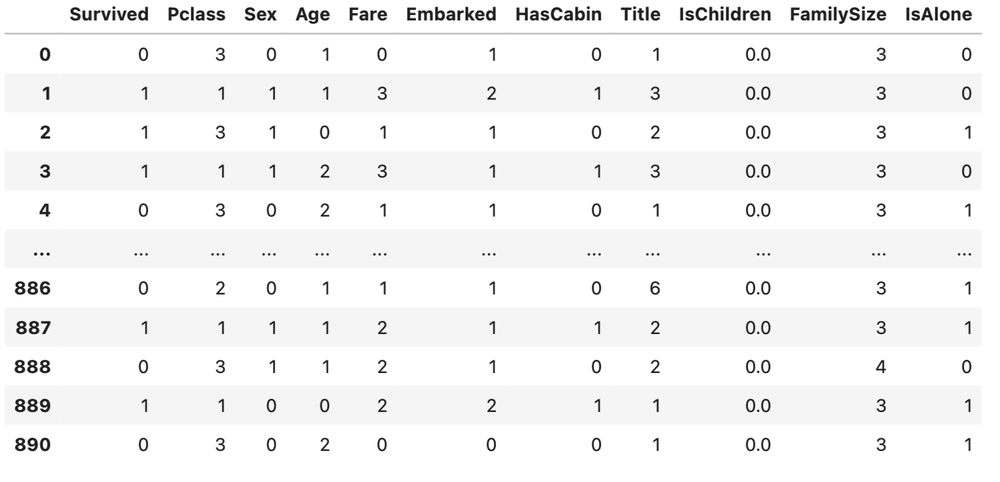 Survived Pclass Sex Age Fare Embarked HasCabin Title IsChildren FamilySize IsAlone
0 0 3 0 1 0 1 0 1 0.0 3 0
1 1 1 1 1 3 2 1 3 0.0 3 0
2 1 3 1 0 1 1 0 2 0.0 3 1
3 1 1 1 2 3 1 1 3 0.0 3 0
4 0 3 0 2 1 1 0 1 0.0 3 1
... ... ... ... ... ... ... ... ... ... ... ...
886 0 2 0 1 1 1 0 6 0.0 3 1
887 1 1 1 1 2 1 1 2 0.0 3 1
888 0 3 1 1 2 1 0 2 0.0 4 0
889 1 1 0 0 2 2 1 1 0.0 3 1
890 0 3 0 2 0 0 0 1 0.0 3 1